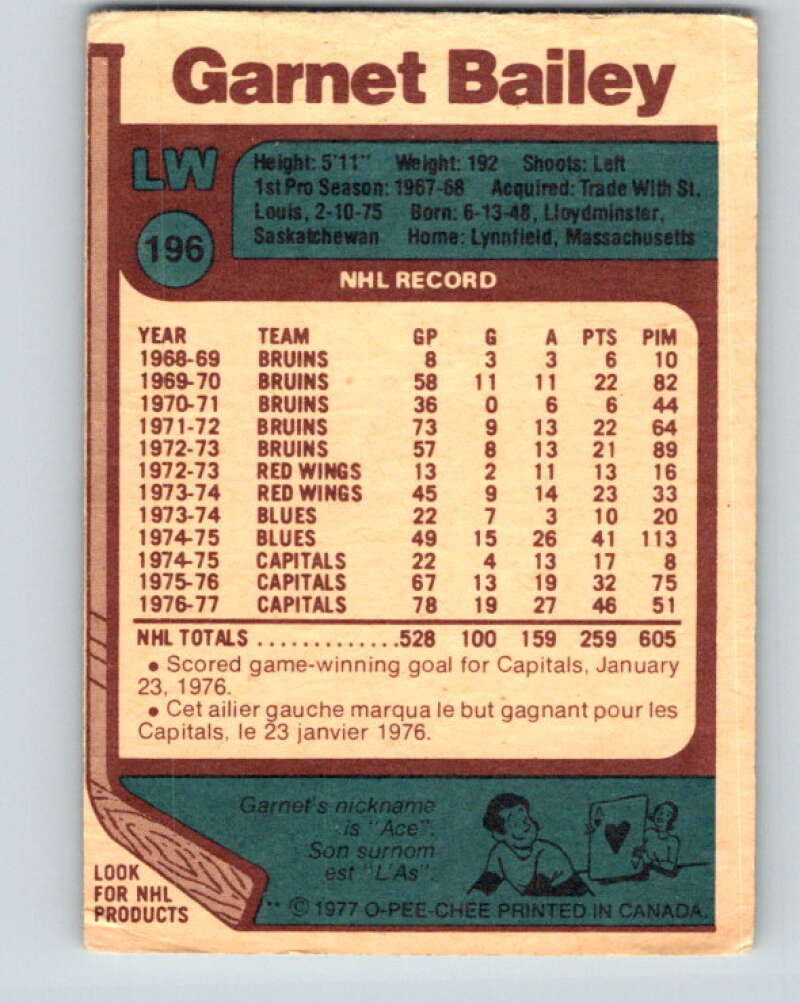 Garnet Bailey
LW
196
Height: 5'11" Weight: 192 Shoots: Left
1st Pro Season: 1967-68 Acquired: Trade With St.
Louis, 2-10-75 Born: 6-13-48, Lloydminster,
Saskatchewan Home: Lynnfield, Massachusetts
NHL RECORD
YEAR TEAM GP G A PTS PIM
1968-69 BRUINS 8 3 3 6 10
1969-70 BRUINS 58 11 11 22 82
1970-71 BRUINS 36 0 6 6 44
1971-72 BRUINS 73 9 13 22 64
1972-73 BRUINS 57 8 13 21 89
1972-73 RED WINGS 13 2 11 13 16
1973-74 RED WINGS 45 9 14 23 33
1973-74 BLUES 22 7 3 10 20
1974-75 BLUES 49 15 26 41 113
1974-75 CAPITALS 22 4 13 17 8
1975-76 CAPITALS 67 13 19 32 75
1976-77 CAPITALS 78 19 27 46 51
NHL TOTALS .............528 100 159 259 605
• Scored game-winning goal for Capitals, January
23, 1976.
• Cet ailier gauche marqua le but gagnant pour les
Capitals, le 23 janvier 1976.
Garnet's nickname
is "Ace".
Son surnom
est "L'As".
A
LOOK
FOR NHL
PRODUCTS
** © 1977 O-PEE-CHEE PRINTED IN CANADA.